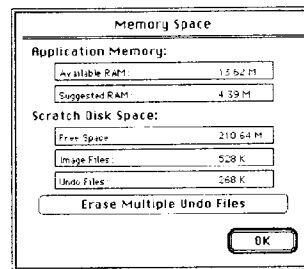 Memory Space
Application Memory:
Available RAM: 13.62 M
Suggested RAM: 4.39 M
Scratch Disk Space:
Free Space 210.64 M
Image Files: 528 K
Undo Files: 268 K
Erase Multiple Undo Files
OK